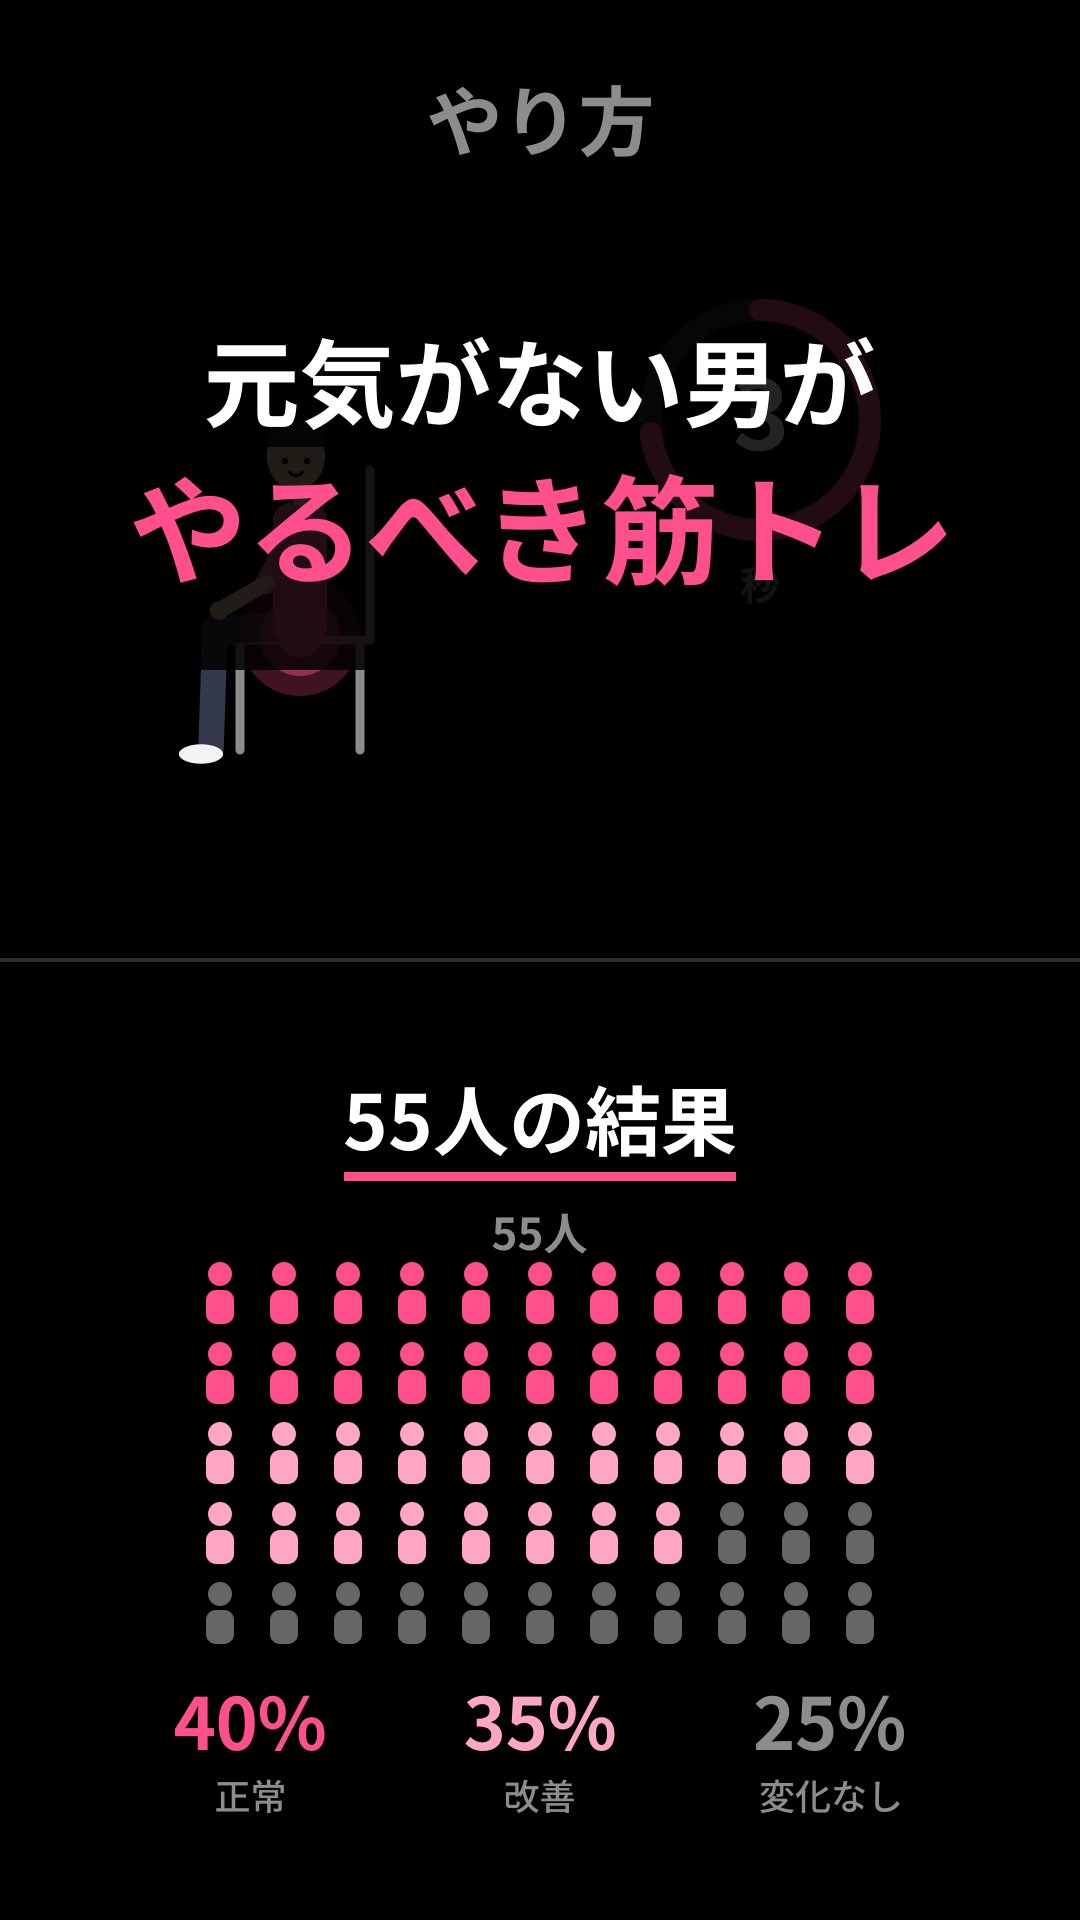 やり方
元気がない男が
3
やるべき筋トレ
秒
55人の結果
55人
40% 35% 25%
正常 改善 変化なし